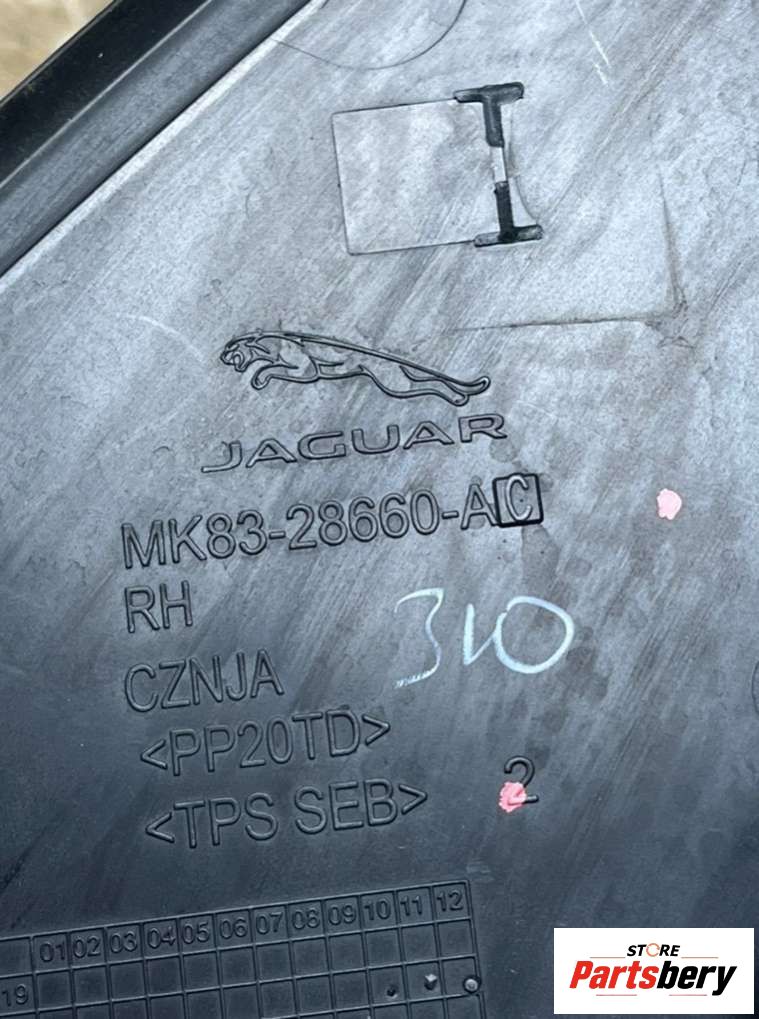 JAGUAR
MK83-28660-AC
RH
310
CZNJA
<PP20TD>
<TPS SEB>
2
01 02 03 04 05 06 07 08 09 10 11 12
19
STORE
Partsbery